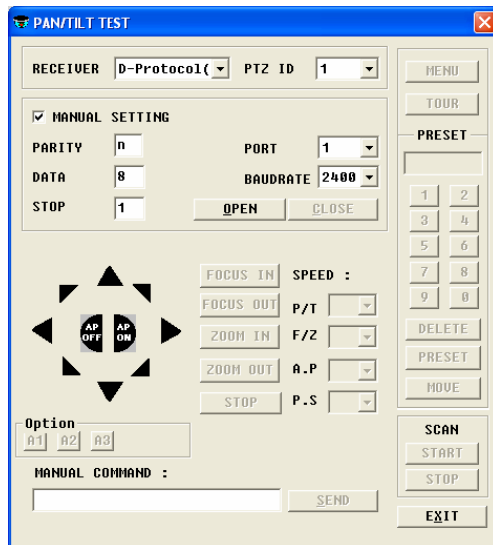 PAN/TILT TEST
RECEIVER D-Protocol( PTZ ID 1
MANUAL SETTING
PARITY n PORT 1
DATA 8 BAUDRATE 2400
STOP 1 OPEN CLOSE
AP OFF AP ON
FOCUS IN SPEED :
FOCUS OUT P/T
ZOOM IN F/Z
ZOOM OUT A.P
STOP P.S
Option
A1 A2 A3
MANUAL COMMAND :
SEND
MENU
TOUR
PRESET
1 2
3 4
5 6
7 8
9 0
DELETE
PRESET
MOVE
SCAN
START
STOP
EXIT